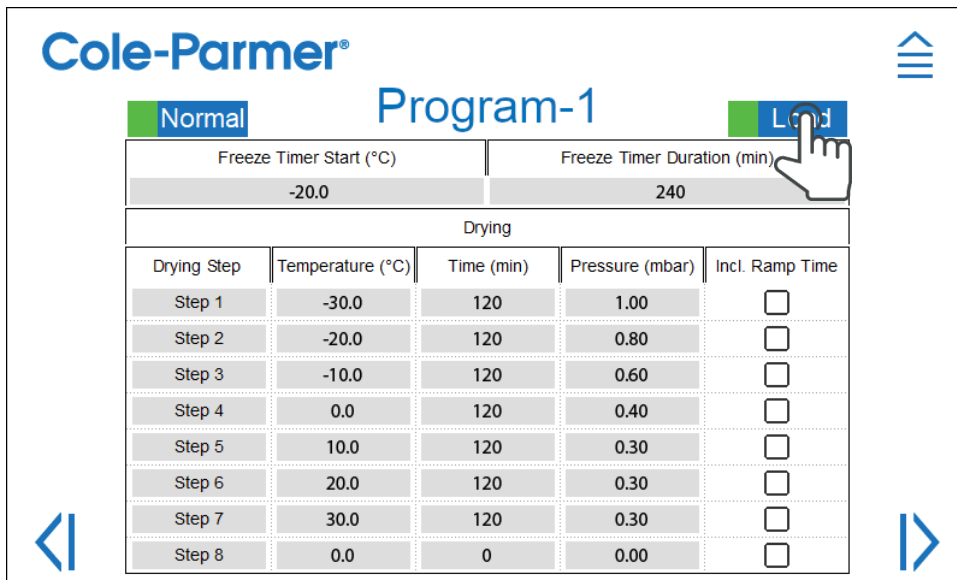 Cole-Parmer®
Program-1
Normal
Load
Freeze Timer Start (°C) Freeze Timer Duration (min)
-20.0 240
Drying
Drying Step Temperature (°C) Time (min) Pressure (mbar) Incl. Ramp Time
Step 1 -30.0 120 1.00
Step 2 -20.0 120 0.80
Step 3 -10.0 120 0.60
Step 4 0.0 120 0.40
Step 5 10.0 120 0.30
Step 6 20.0 120 0.30
Step 7 30.0 120 0.30
Step 8 0.0 0 0.00